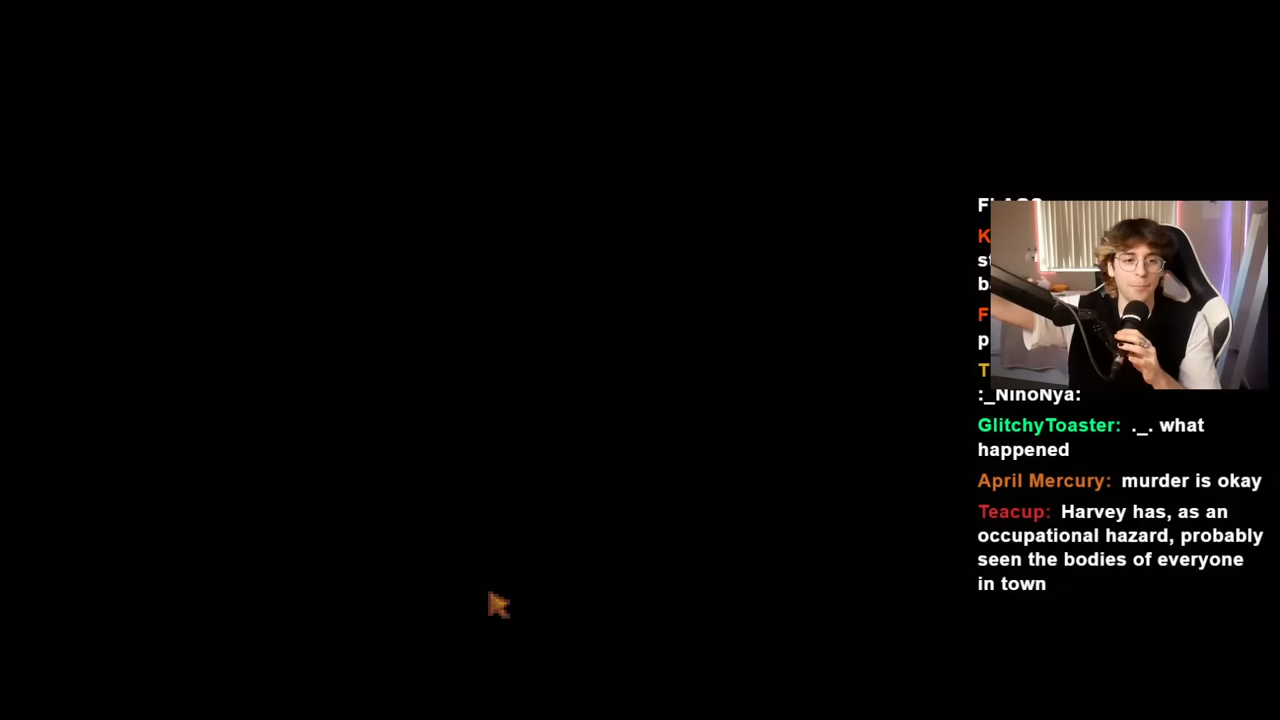 :_NinoNya:
GlitchyToaster: ._. what
happened
April Mercury: murder is okay
Teacup: Harvey has, as an
occupational hazard, probably
seen the bodies of everyone
in town